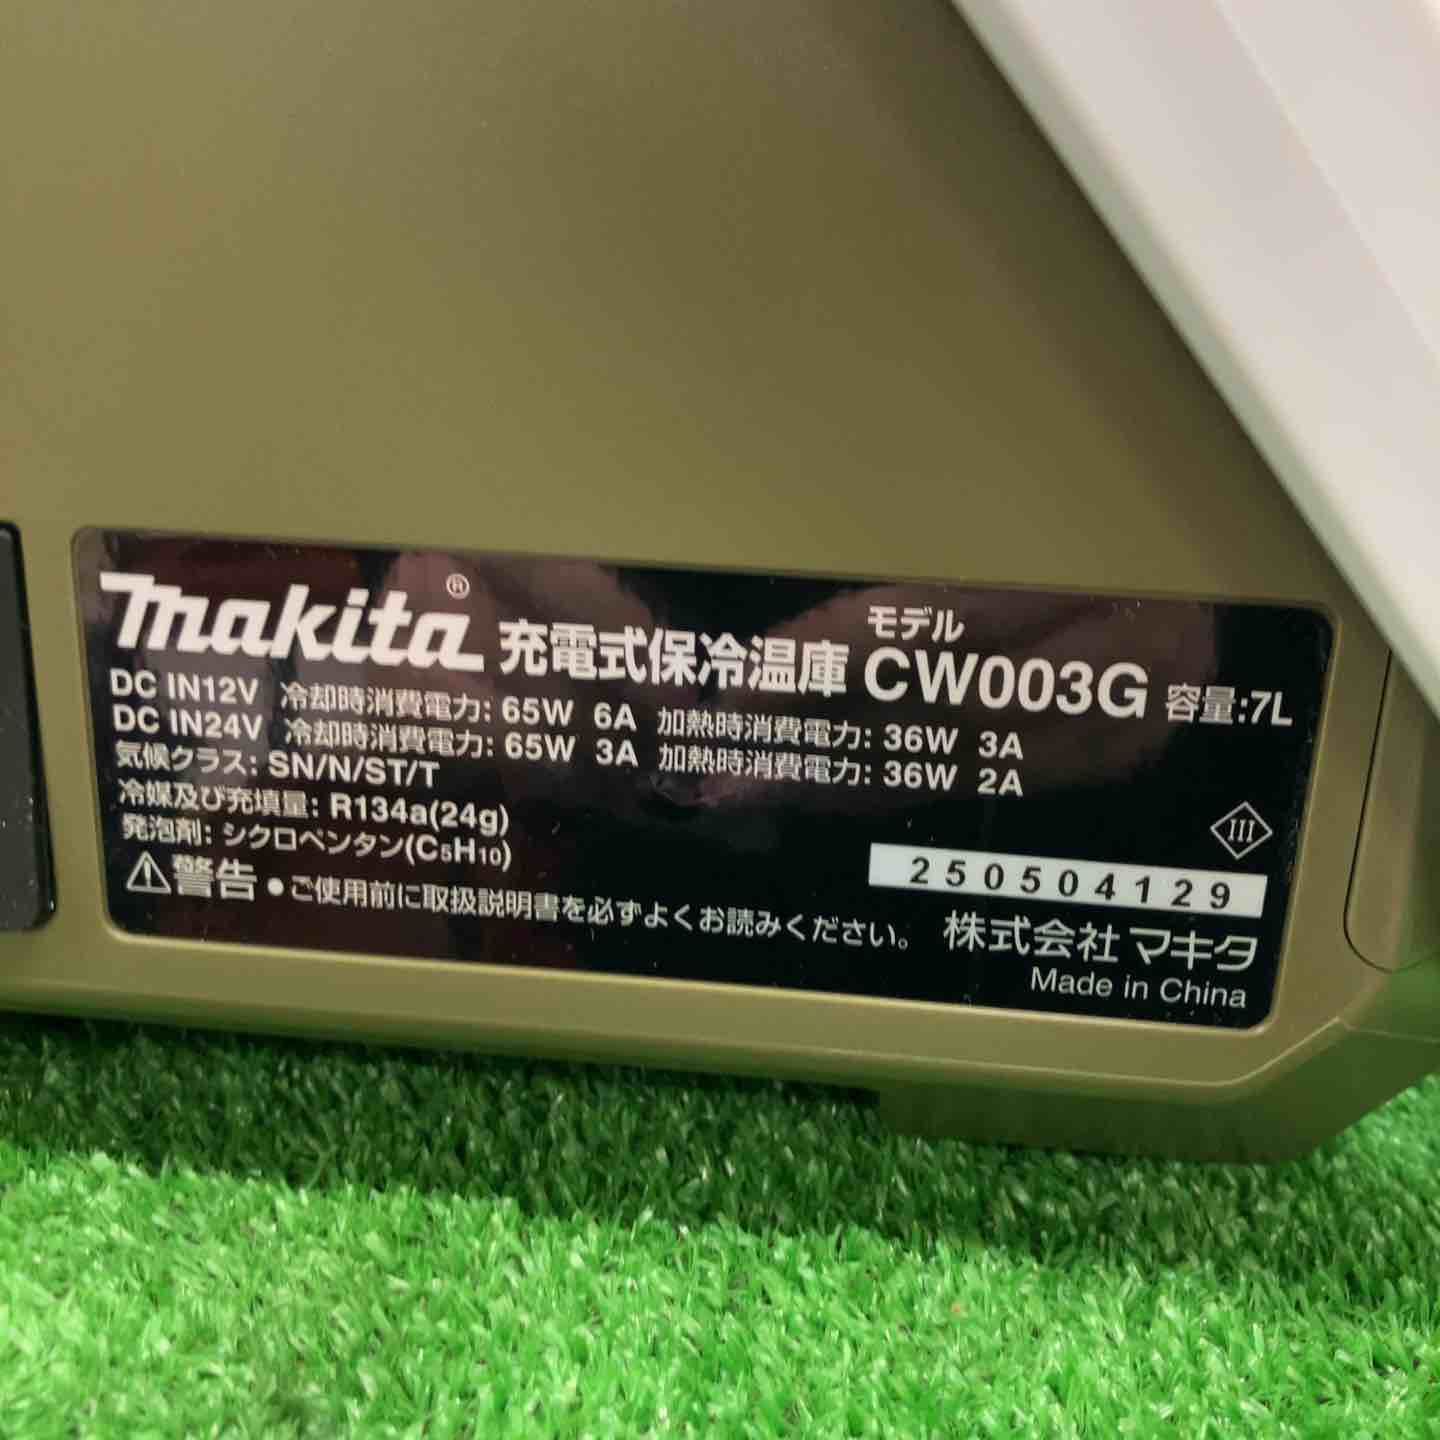 makita® 充電式保冷温庫 モデル CW003G 容量:7L
DC IN12V 冷却時消費電力: 65W 6A 加熱時消費電力: 36W 3A
DC IN24V 冷却時消費電力: 65W 3A 加熱時消費電力: 36W 2A
気候クラス: SN/N/ST/T
冷媒及び充填量: R134a(24g)
発泡剤: シクロペンタン(C₅H₁₀)
III
250504129
⚠警告 ●ご使用前に取扱説明書を必ずよくお読みください。
株式会社 マキタ
Made in China